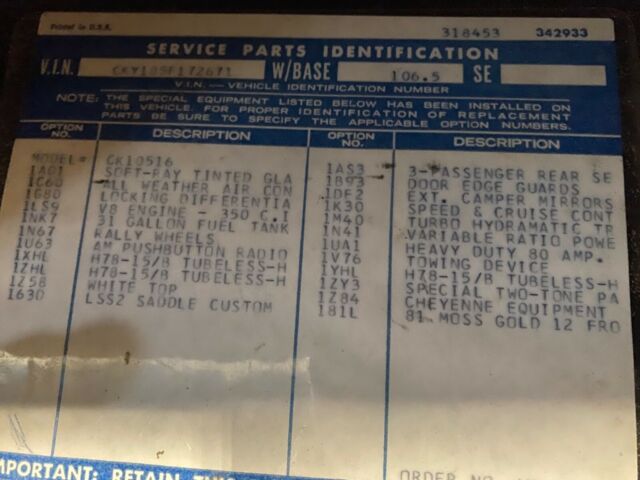 Printed in U.S.A.
318453 342933
SERVICE PARTS IDENTIFICATION
V.I.N. CKY185F172671 W/BASE 106.5 SE
V.I.N. — VEHICLE IDENTIFICATION NUMBER
NOTE: THE SPECIAL EQUIPMENT LISTED BELOW HAS BEEN INSTALLED ON
THIS VEHICLE. FOR PROPER IDENTIFICATION OF REPLACEMENT
PARTS BE SURE TO SPECIFY THE APPLICABLE OPTION NUMBERS.
OPTION NO. DESCRIPTION
MODEL= CK10516
1A01 SOFT-RAY TINTED GLA
1C60 ALL WEATHER AIR CON
1G80 LOCKING DIFFERENTIA
1LS9 V8 ENGINE - 350 C.I
1NK7 31 GALLON FUEL TANK
1N67 RALLY WHEELS
1U63 AM PUSHBUTTON RADIO
1XHL H78-15/B TUBELESS-H
1ZHL H78-15/B TUBELESS-H
1Z58 WHITE TOP
1630 LSS2 SADDLE CUSTOM
OPTION NO. DESCRIPTION
1AS3 3-PASSENGER REAR SE
1B93 DOOR EDGE GUARDS
1DF2 EXT. CAMPER MIRRORS
1K30 SPEED & CRUISE CONT
1M40 TURBO HYDRAMATIC TR
1N41 VARIABLE RATIO POWE
1UA1 HEAVY DUTY 80 AMP.
1V76 TOWING DEVICE
1YHL H78-15/B TUBELESS-H
1ZY3 SPECIAL TWO-TONE PA
1Z84 CHEYENNE EQUIPMENT
181L 81 MOSS GOLD 12 FRO
IMPORTANT: RETAIN THIS
ORDER NO.